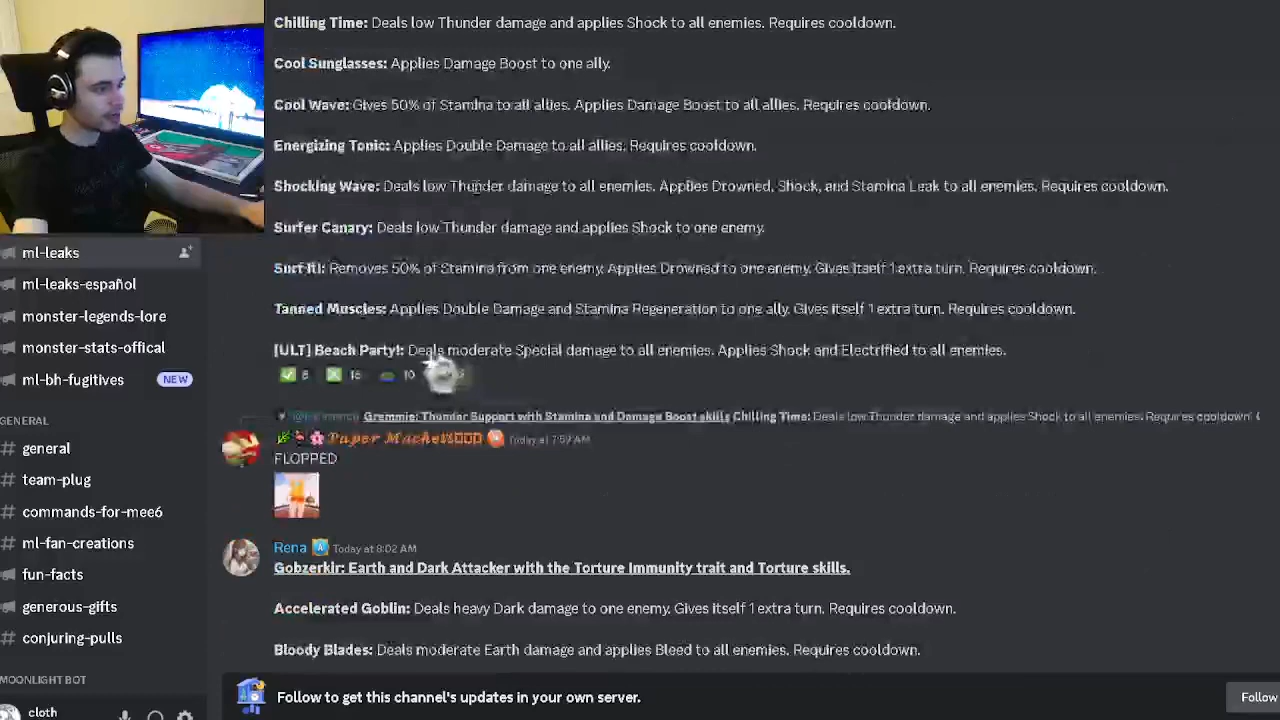 Chilling Time: Deals low Thunder damage and applies Shock to all enemies. Requires cooldown.
Cool Sunglasses: Applies Damage Boost to one ally.
Cool Wave: Gives 50% of Stamina to all allies. Applies Damage Boost to all allies. Requires cooldown.
Energizing Tonic: Applies Double Damage to all allies. Requires cooldown.
Shocking Wave: Deals low Thunder damage to all enemies. Applies Drowned, Shock, and Stamina Leak to all enemies. Requires cooldown.
Surfer Canary: Deals low Thunder damage and applies Shock to one enemy.
Surf It!: Removes 50% of Stamina from one enemy. Applies Drowned to one enemy. Gives itself 1 extra turn. Requires cooldown.
Tanned Muscles: Applies Double Damage and Stamina Regeneration to one ally. Gives itself 1 extra turn. Requires cooldown.
[ULT] Beach Party!: Deals moderate Special damage to all enemies. Applies Shock and Electrified to all enemies.
10
Gremmie: Thunder Support with Stamina and Damage Boost skills Chilling Time: Deals low Thunder damage and applies Shock to all enemies. Requires cooldown
Today at 7:59 AM
FLOPPED
Rena Today at 8:02 AM
Gobzerkir: Earth and Dark Attacker with the Torture Immunity trait and Torture skills.
Accelerated Goblin: Deals heavy Dark damage to one enemy. Gives itself 1 extra turn. Requires cooldown.
Bloody Blades: Deals moderate Earth damage and applies Bleed to all enemies. Requires cooldown.
Follow to get this channel's updates in your own server.
Follow
ml-leaks
ml-leaks-español
monster-legends-lore
monster-stats-offical
ml-bh-fugitives NEW
GENERAL
general
team-plug
commands-for-mee6
ml-fan-creations
fun-facts
generous-gifts
conjuring-pulls
MOONLIGHT BOT
cloth